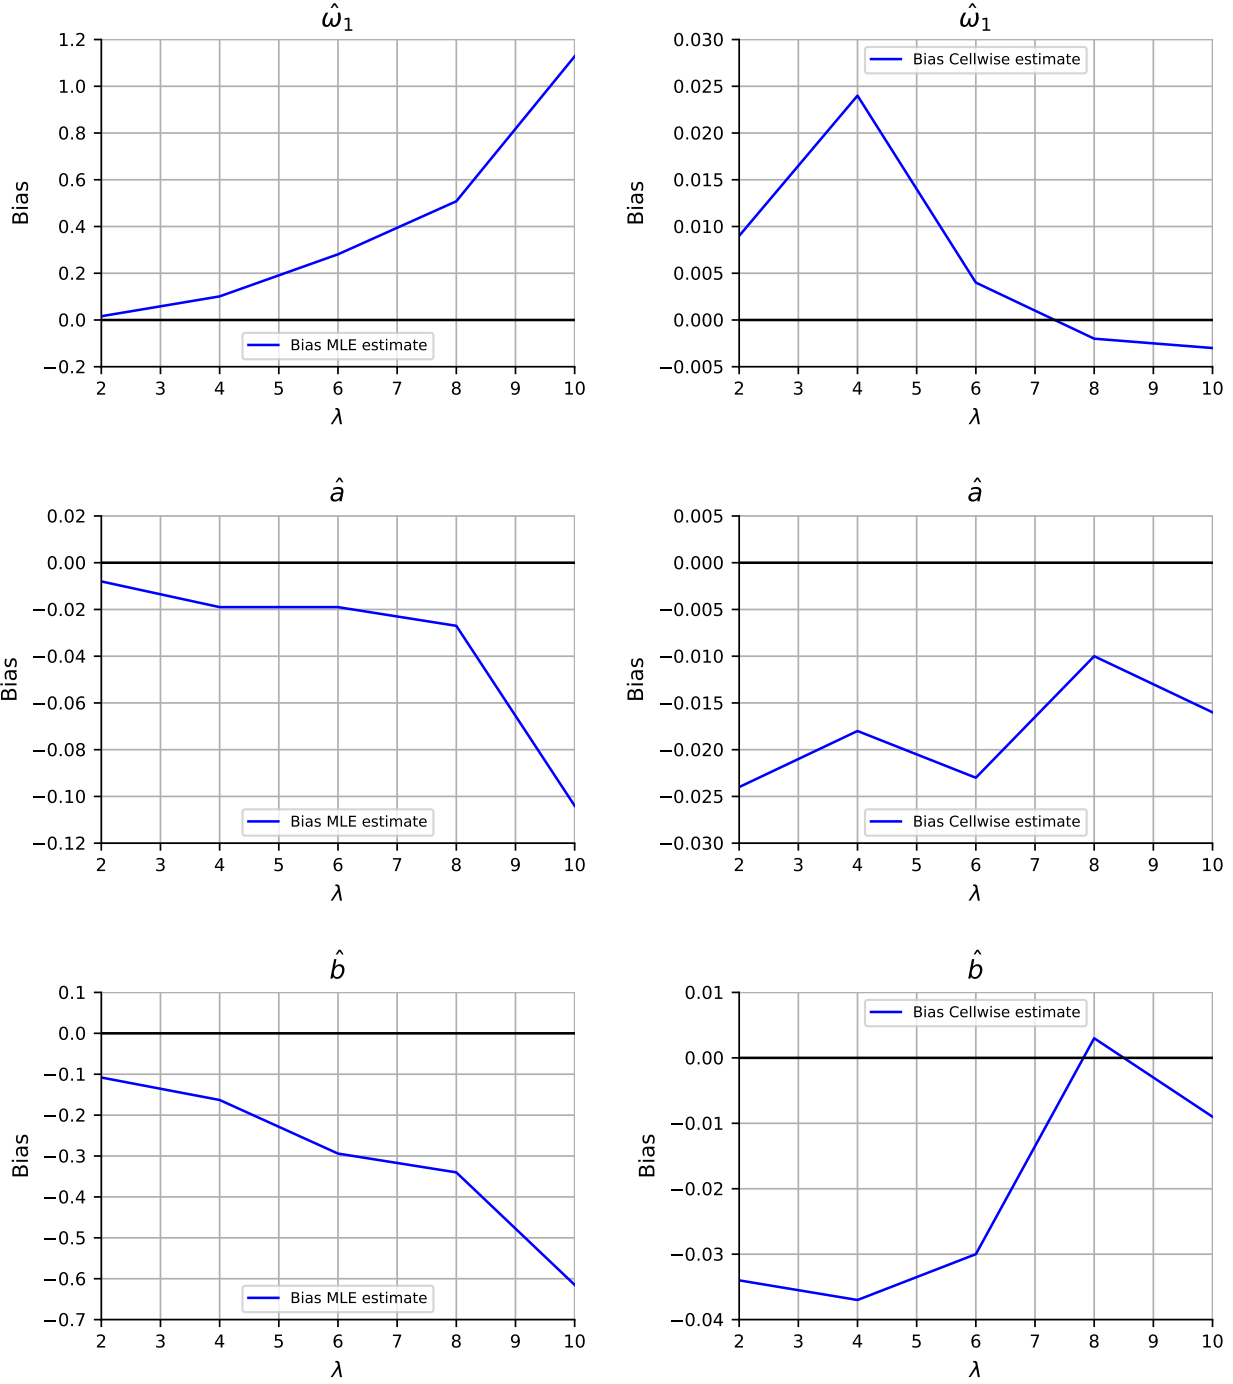 ω̂₁
1.2
1.0
0.8
0.6
0.4
0.2
0.0
−0.2
Bias
Bias MLE estimate
2 3 4 5 6 7 8 9 10
λ
ω̂₁
0.030
0.025
0.020
0.015
0.010
0.005
0.000
−0.005
Bias
Bias Cellwise estimate
2 3 4 5 6 7 8 9 10
λ
â
0.02
0.00
−0.02
−0.04
−0.06
−0.08
−0.10
−0.12
Bias
Bias MLE estimate
2 3 4 5 6 7 8 9 10
λ
â
0.005
0.000
−0.005
−0.010
−0.015
−0.020
−0.025
−0.030
Bias
Bias Cellwise estimate
2 3 4 5 6 7 8 9 10
λ
b̂
0.1
0.0
−0.1
−0.2
−0.3
−0.4
−0.5
−0.6
−0.7
Bias
Bias MLE estimate
2 3 4 5 6 7 8 9 10
λ
b̂
0.01
0.00
−0.01
−0.02
−0.03
−0.04
Bias
Bias Cellwise estimate
2 3 4 5 6 7 8 9 10
λ